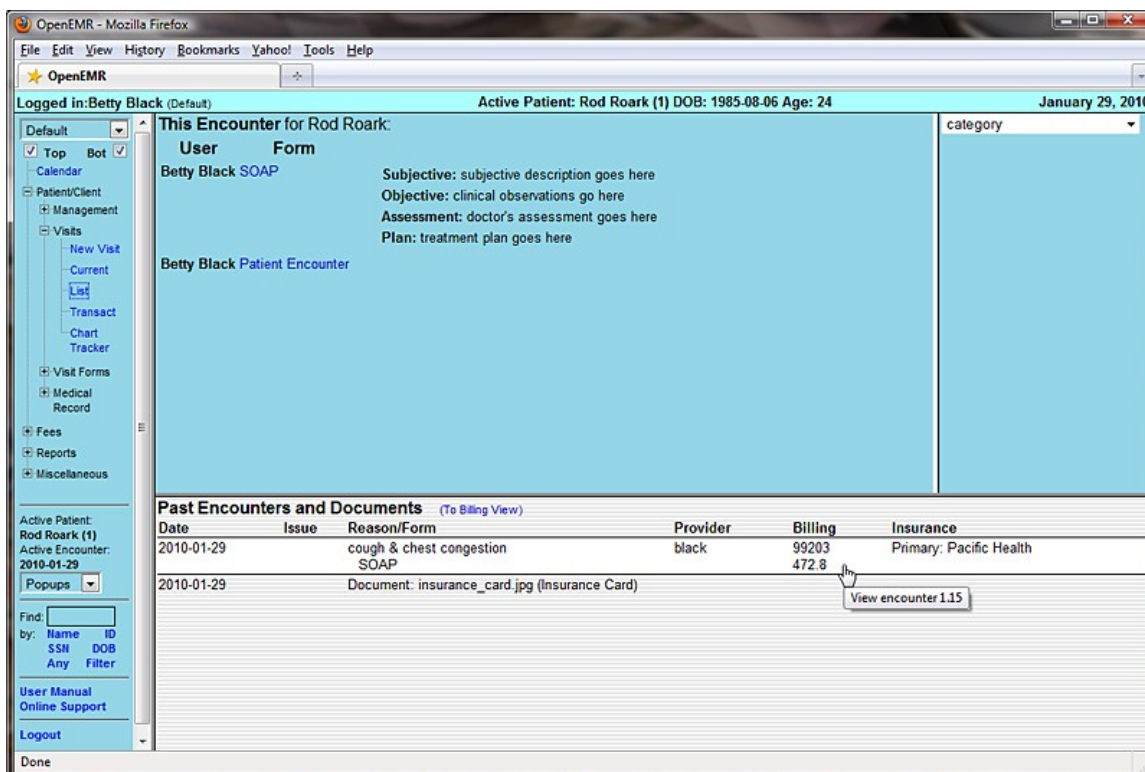 OpenEMR - Mozilla Firefox
File Edit View History Bookmarks Yahoo! Tools Help
OpenEMR
Logged in:Betty Black (Default) Active Patient: Rod Roark (1) DOB: 1985-08-06 Age: 24 January 29, 2010
Default
Top Bot
Calendar
Patient/Client
Management
Visits
New Visit
Current
List
Transact
Chart
Tracker
Visit Forms
Medical
Record
Fees
Reports
Miscellaneous
Active Patient:
Rod Roark (1)
Active Encounter:
2010-01-29
Popups
Find:
by: Name ID
SSN DOB
Any Filter
User Manual
Online Support
Logout
This Encounter for Rod Roark:
User Form
Betty Black SOAP
Subjective: subjective description goes here
Objective: clinical observations go here
Assessment: doctor's assessment goes here
Plan: treatment plan goes here
Betty Black Patient Encounter
category
Past Encounters and Documents (To Billing View)
Date Issue Reason/Form Provider Billing Insurance
2010-01-29 cough & chest congestion black 99203 Primary: Pacific Health
SOAP 472.8
2010-01-29 Document: insurance_card.jpg (Insurance Card)
View encounter 1.15
Done